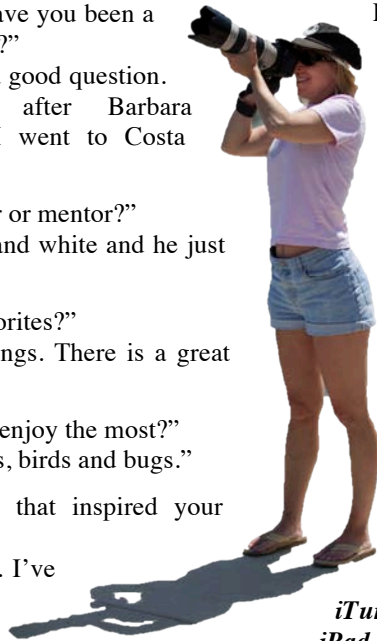 ave you been a
?”
good question.
after Barbara
went to Costa
or mentor?”
and white and he just
orites?”
ngs. There is a great
enjoy the most?”
s, birds and bugs.”
that inspired your
. I’ve
iTu
iPad